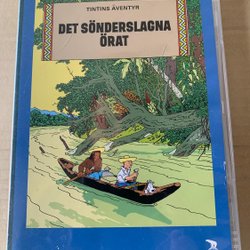 TINTINS ÄVENTYR
DET SÖNDERSLAGNA
ÖRAT